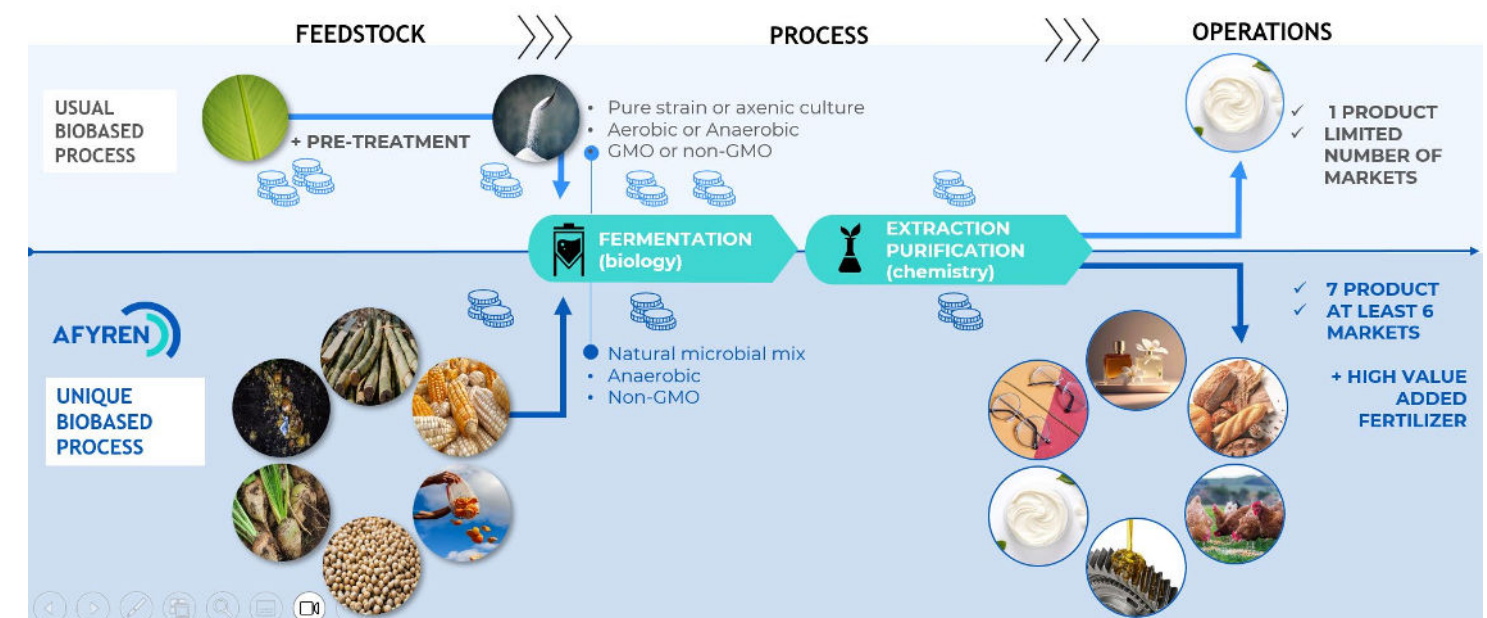 FEEDSTOCK
PROCESS
OPERATIONS
USUAL
BIOBASED
PROCESS
+ PRE-TREATMENT
• Pure strain or axenic culture
• Aerobic or Anaerobic
• GMO or non-GMO
✓ 1 PRODUCT
✓ LIMITED
NUMBER OF
MARKETS
FERMENTATION
(biology)
EXTRACTION
PURIFICATION
(chemistry)
AFYREN
UNIQUE
BIOBASED
PROCESS
• Natural microbial mix
• Anaerobic
• Non-GMO
✓ 7 PRODUCT
✓ AT LEAST 6
MARKETS
+ HIGH VALUE
ADDED
FERTILIZER